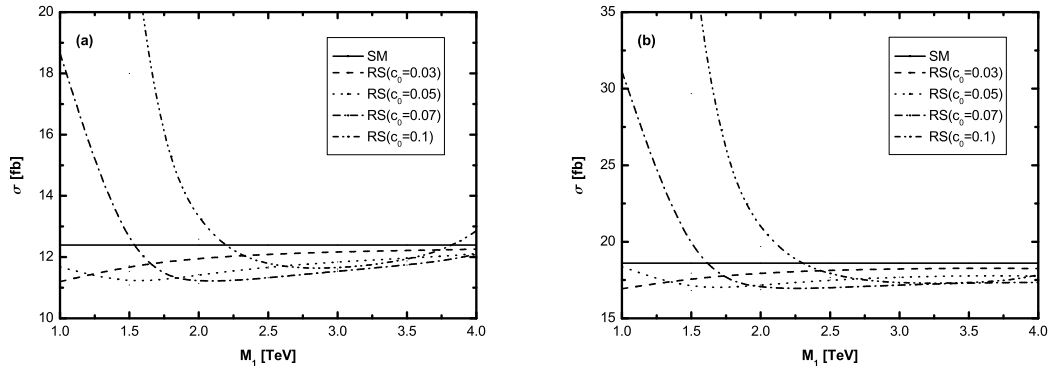 (a)
SM
RS(c₀=0.03)
RS(c₀=0.05)
RS(c₀=0.07)
RS(c₀=0.1)
20
18
16
14
12
10
σ [fb]
1.0 1.5 2.0 2.5 3.0 3.5 4.0
M₁ [TeV]
(b)
SM
RS(c₀=0.03)
RS(c₀=0.05)
RS(c₀=0.07)
RS(c₀=0.1)
35
30
25
20
15
σ [fb]
1.0 1.5 2.0 2.5 3.0 3.5 4.0
M₁ [TeV]